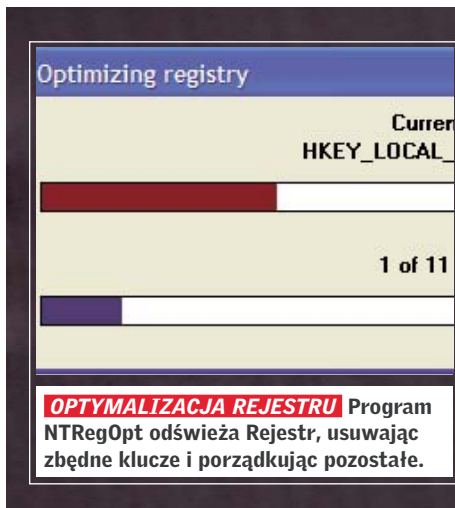 Optimizing registry
Curren
HKEY_LOCAL_
1 of 11
OPTYMALIZACJA REJESTRU Program
NTRegOpt odświeża Rejestr, usuwając
zbędne klucze i porządkując pozostałe.